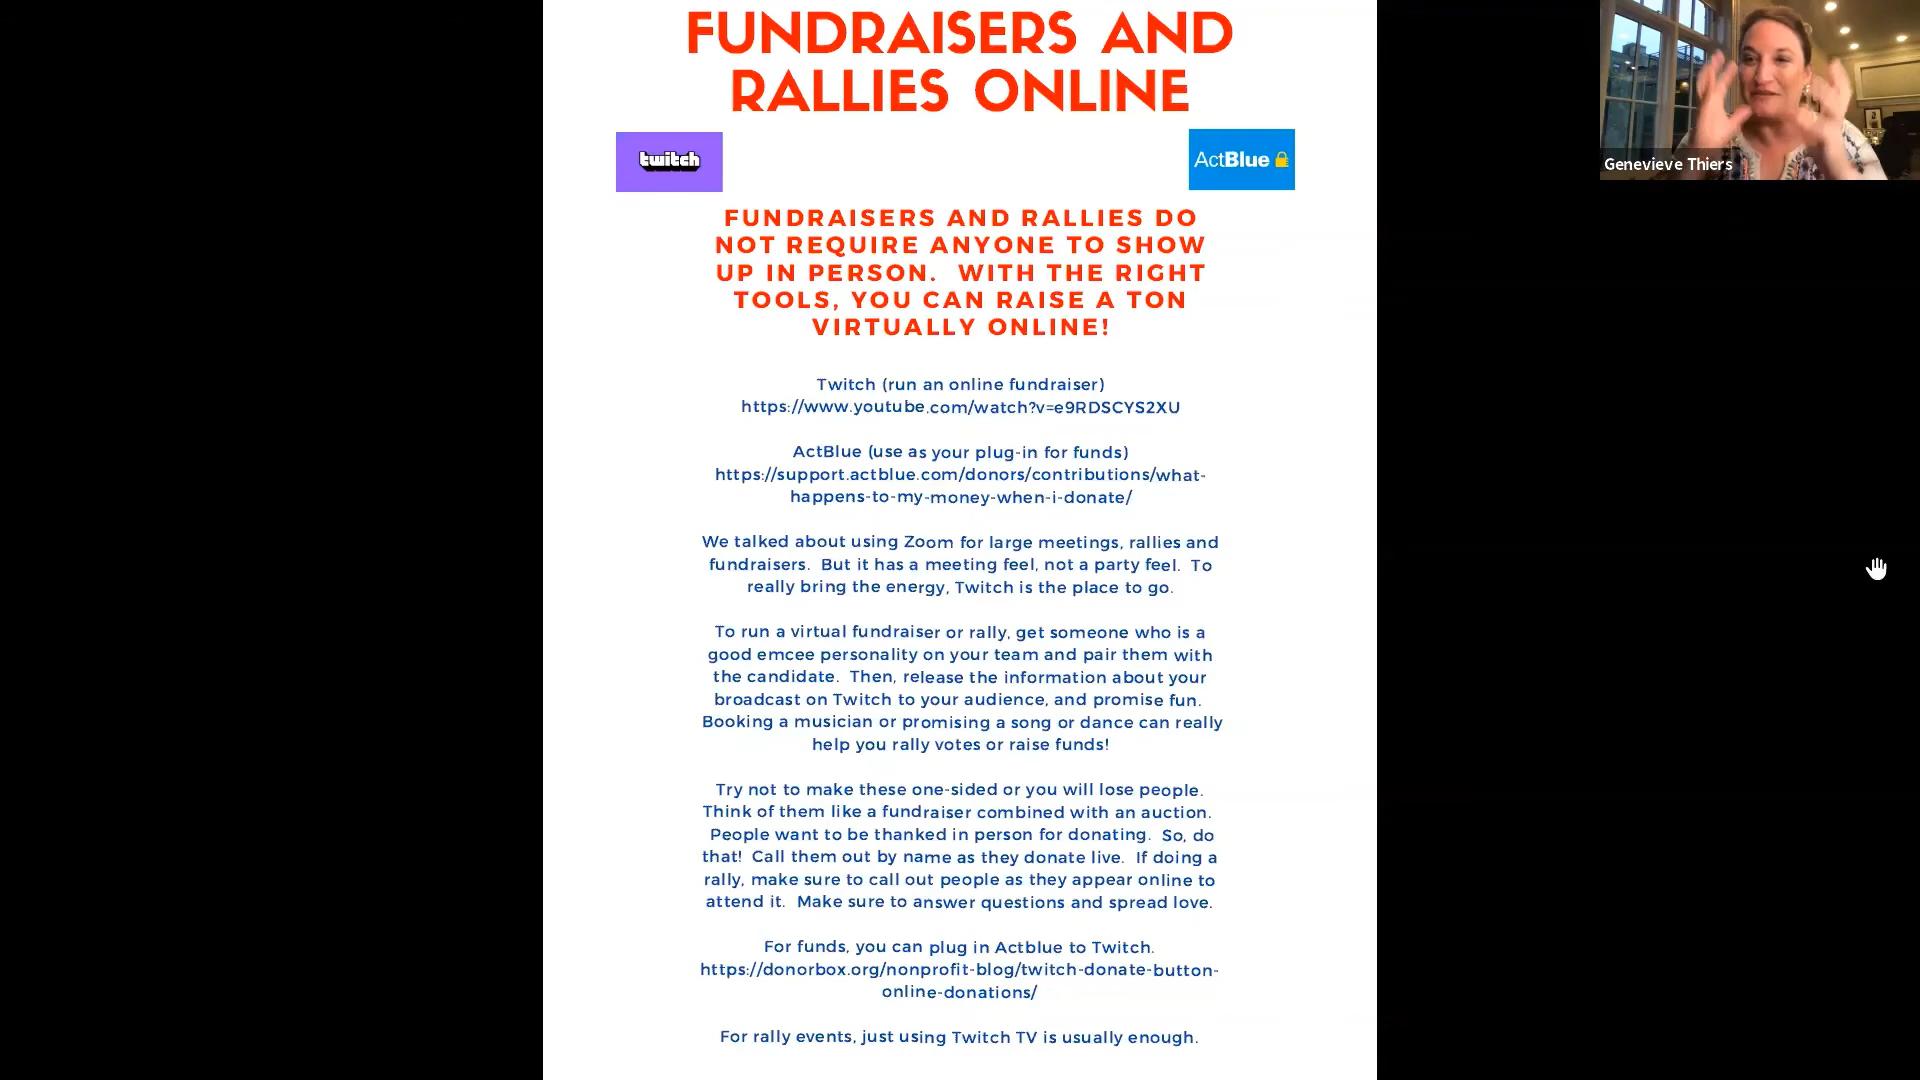 FUNDRAISERS AND
RALLIES ONLINE
twitch
ActBlue
Genevieve Thiers
FUNDRAISERS AND RALLIES DO
NOT REQUIRE ANYONE TO SHOW
UP IN PERSON. WITH THE RIGHT
TOOLS, YOU CAN RAISE A TON
VIRTUALLY ONLINE!
Twitch (run an online fundraiser)
https://www.youtube.com/watch?v=e9RDSCYS2XU
ActBlue (use as your plug-in for funds)
https://support.actblue.com/donors/contributions/what-
happens-to-my-money-when-i-donate/
We talked about using Zoom for large meetings, rallies and
fundraisers. But it has a meeting feel, not a party feel. To
really bring the energy, Twitch is the place to go.
To run a virtual fundraiser or rally, get someone who is a
good emcee personality on your team and pair them with
the candidate. Then, release the information about your
broadcast on Twitch to your audience, and promise fun.
Booking a musician or promising a song or dance can really
help you rally votes or raise funds!
Try not to make these one-sided or you will lose people.
Think of them like a fundraiser combined with an auction.
People want to be thanked in person for donating. So, do
that! Call them out by name as they donate live. If doing a
rally, make sure to call out people as they appear online to
attend it. Make sure to answer questions and spread love.
For funds, you can plug in Actblue to Twitch.
https://donorbox.org/nonprofit-blog/twitch-donate-button-
online-donations/
For rally events, just using Twitch TV is usually enough.